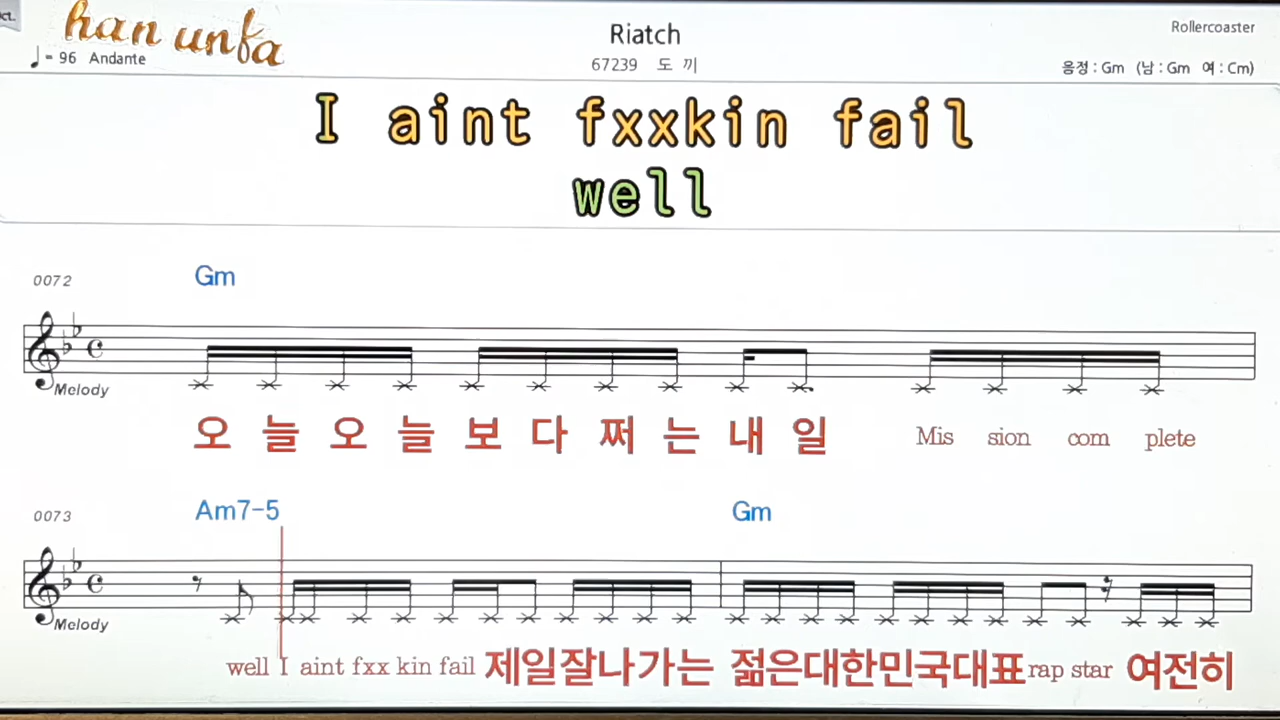 ct.
han unfa
Riatch
Rollercoaster
♩= 96 Andante
67239 도 끼
음정 : Gm (남 : Gm 여 : Cm)
I aint fxxkin fail
well
0072
Gm
Melody
오 늘 오 늘 보 다 쩌 는 내 일 Mis sion com plete
0073
Am7-5 Gm
Melody
well I aint fxx kin fail 제일잘나가는 젊은대한민국대표 rap star 여전히